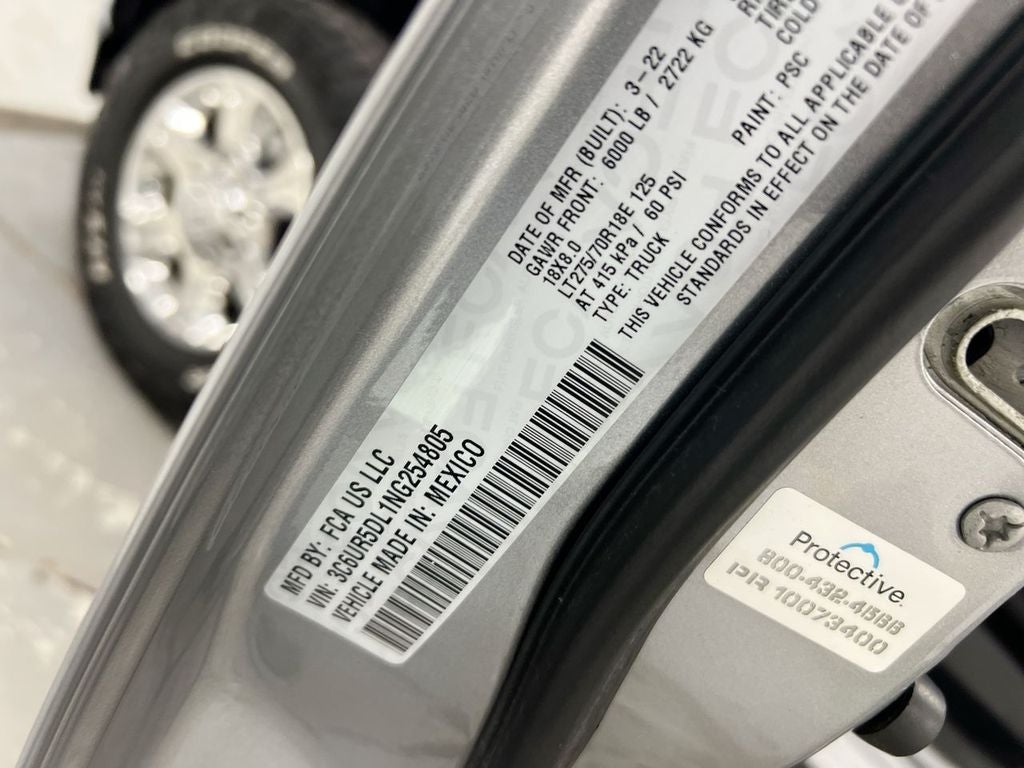 MFD BY: FCA US LLC
VIN: 3C6UR5DL1NG254805
VEHICLE MADE IN: MEXICO
DATE OF MFR (BUILT): 3-22
GAWR FRONT: 6000 LB / 2722 KG
18X8.0
TIR
LT275/70R18E 125
COLD
AT 415 kPa / 60 PSI
TYPE: TRUCK
PAINT: PSC
THIS VEHICLE CONFORMS TO ALL APPLICABLE
STANDARDS IN EFFECT ON THE DATE OF
Protective
800-432-4588
PR 10073400